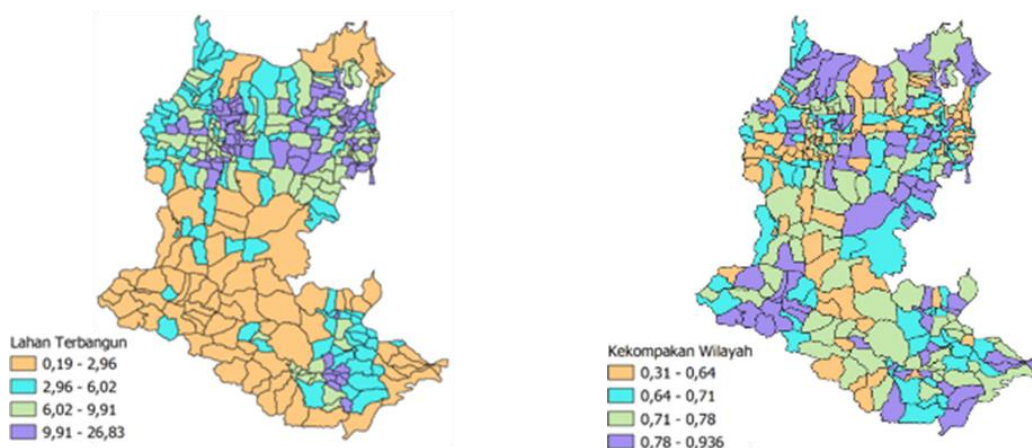 Lahan Terbangun
0,19 - 2,96
2,96 - 6,02
6,02 - 9,91
9,91 - 26,83
Kekompakan Wilayah
0,31 - 0,64
0,64 - 0,71
0,71 - 0,78
0,78 - 0,936